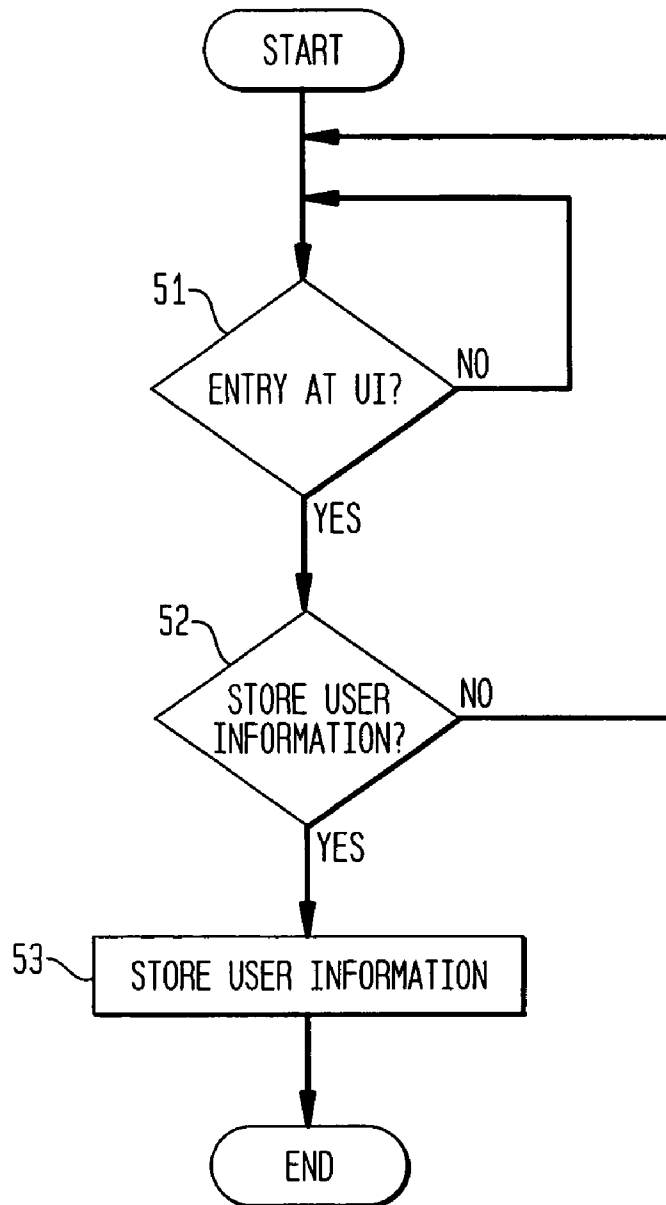 START
51
ENTRY AT UI?
NO
YES
52
STORE USER
INFORMATION?
NO
YES
53
STORE USER INFORMATION
END